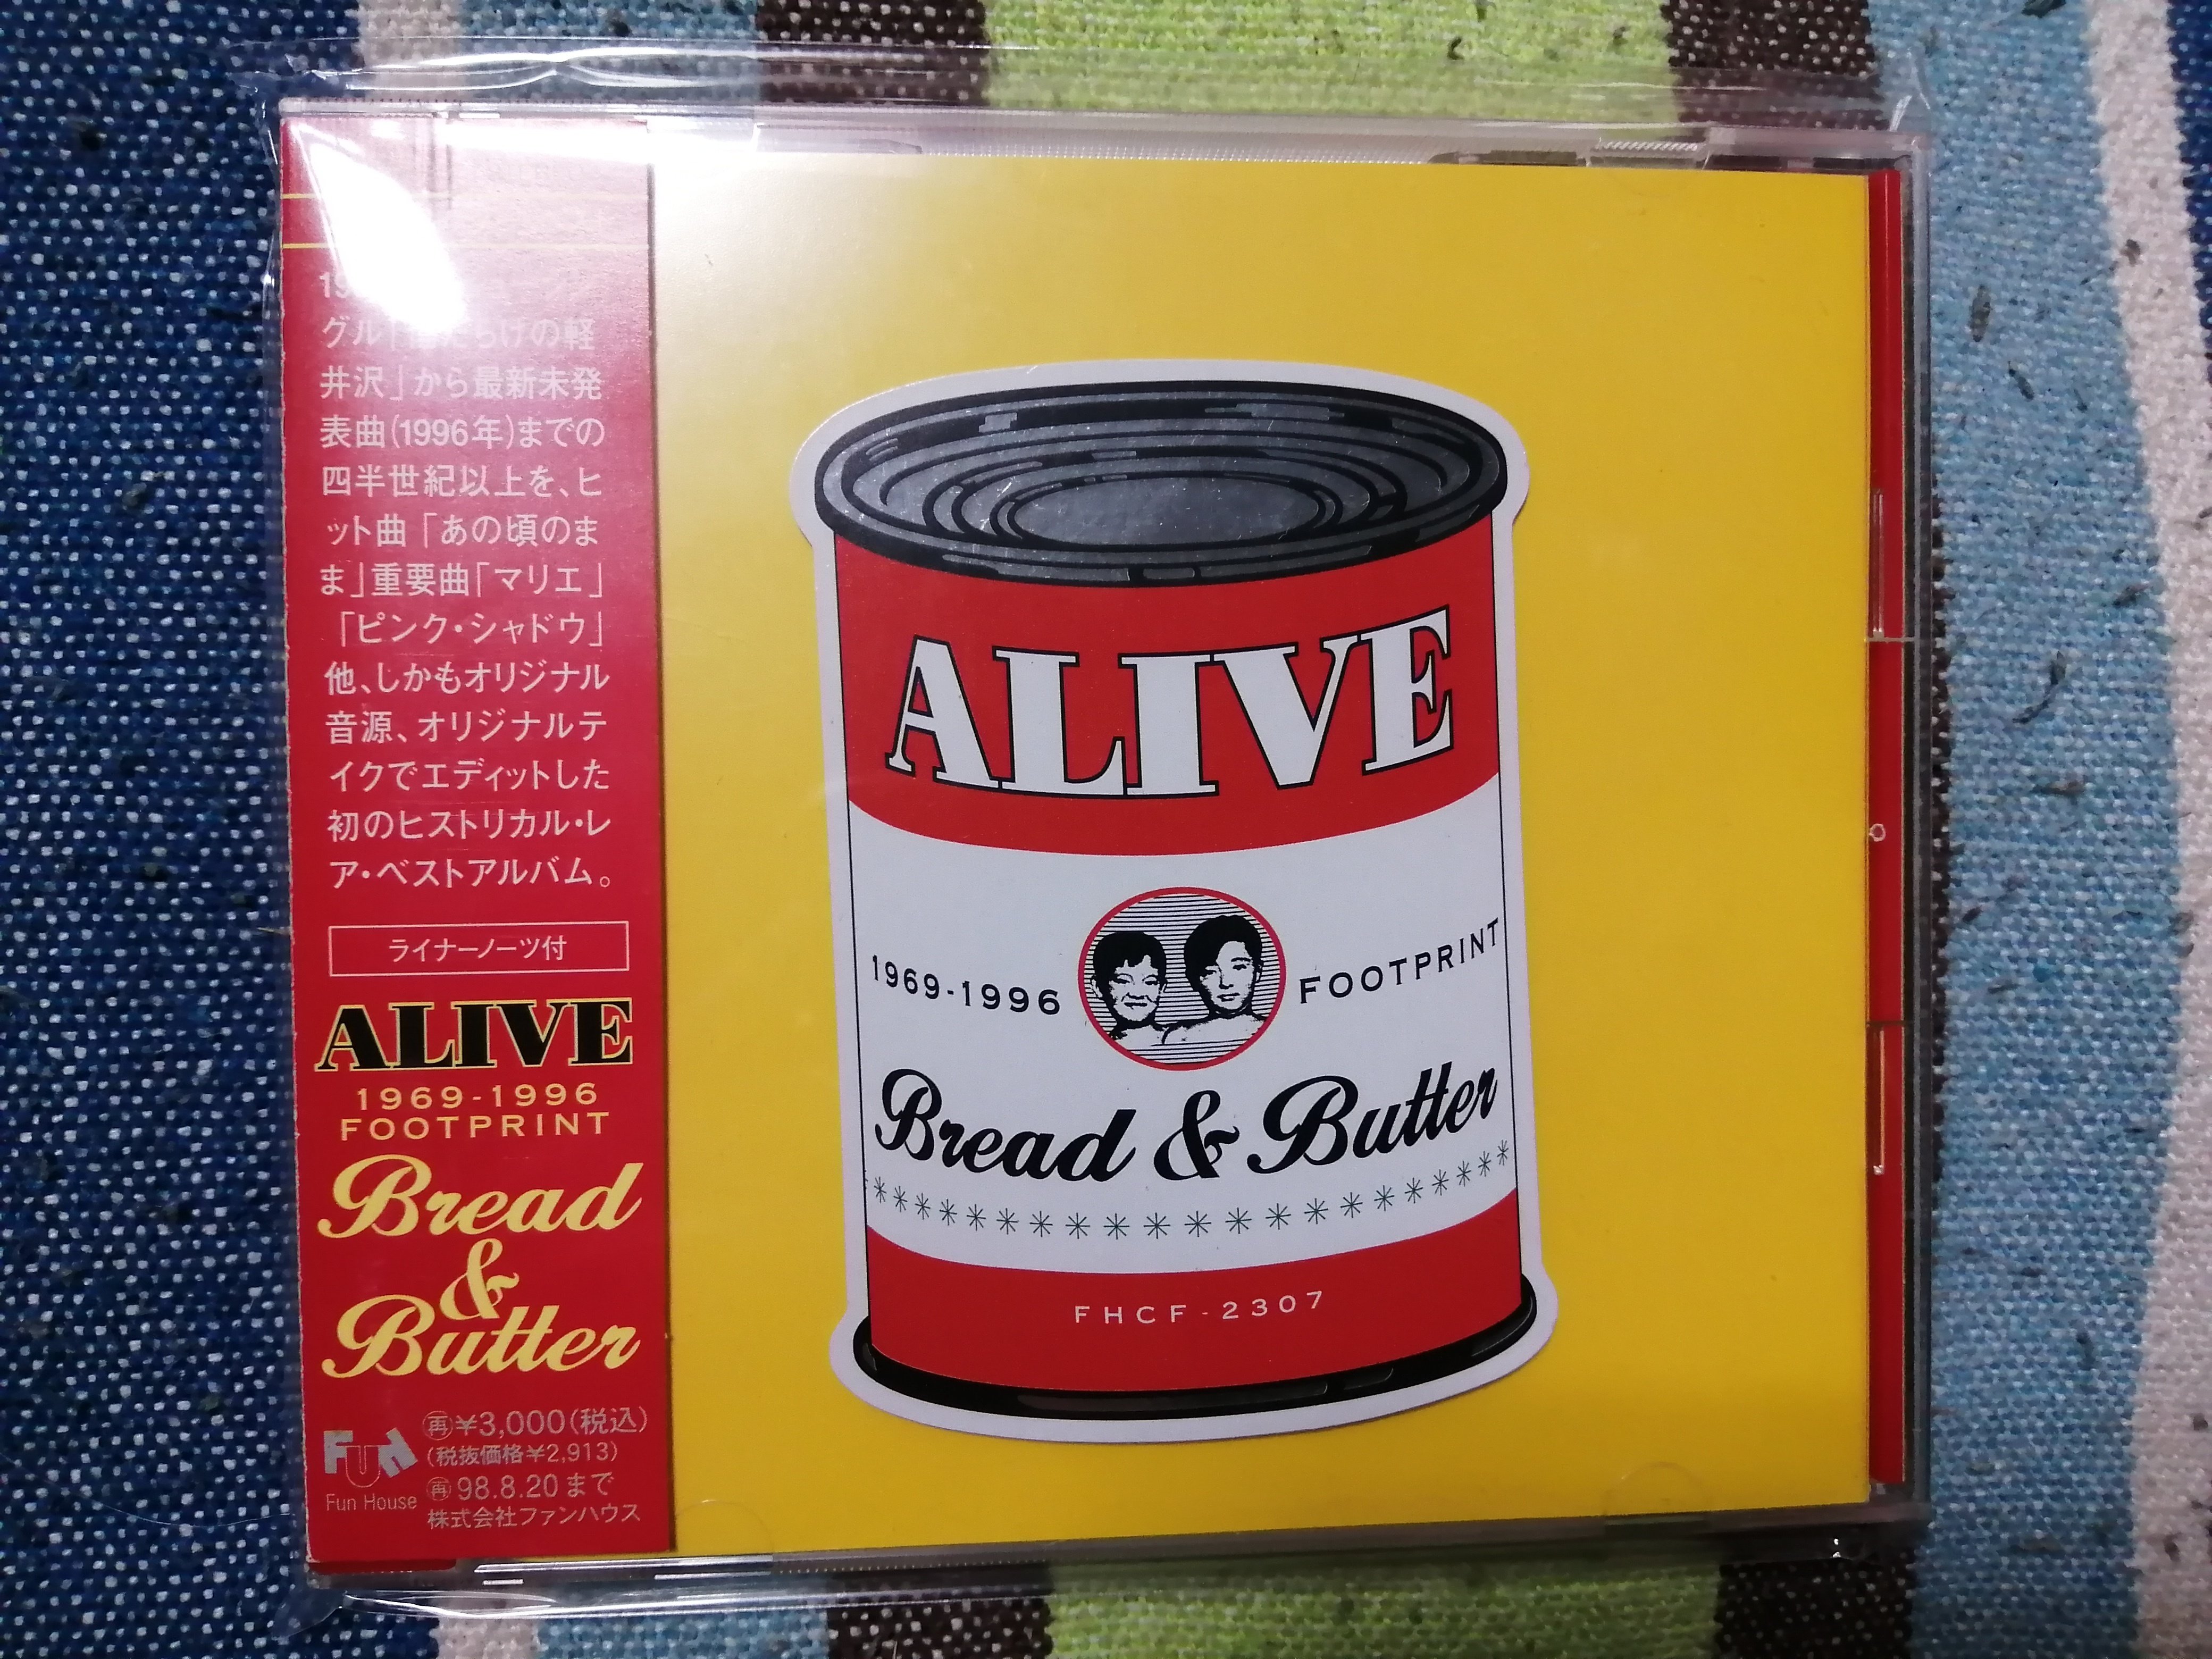 グル「傷だらけの軽
井沢」から最新未発
表曲(1996年)までの
四半世紀以上を、ヒ
ット曲「あの頃のま
ま」重要曲「マリエ」
「ピンク・シャドウ」
他、しかもオリジナル
音源、オリジナルテ
イクでエディットした
初のヒストリカル・レ
ア・ベストアルバム。
ライナーノーツ付
ALIVE
1969-1996
FOOTPRINT
Bread
&
Butter
Fun
Fun House
再¥3,000(税込)
(税抜価格¥2,913)
再98.8.20まで
株式会社ファンハウス
ALIVE
1969-1996 FOOTPRINT
Bread & Butter
FHCF-2307